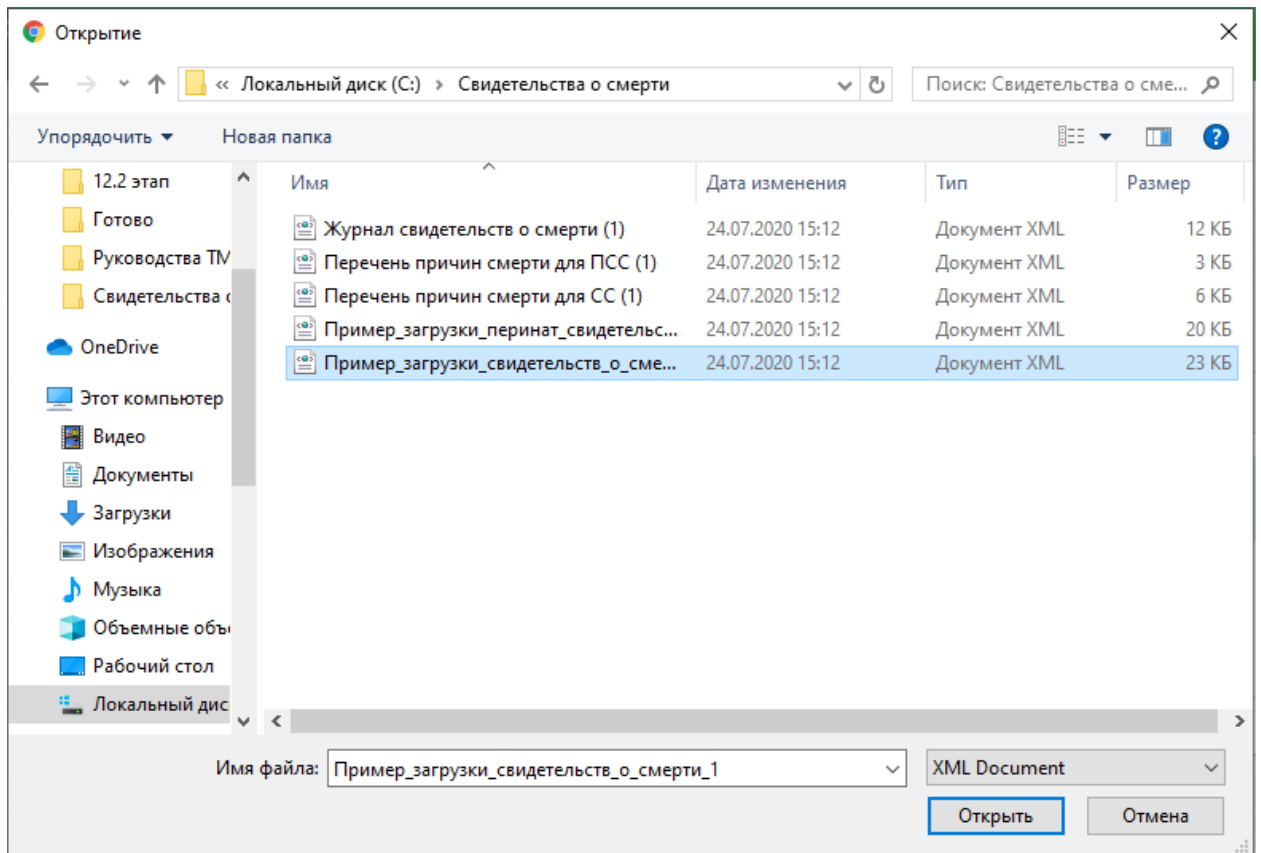 Открытие
« Локальный диск (C:) › Свидетельства о смерти
Поиск: Свидетельства о сме...
Упорядочить
Новая папка
Имя
Дата изменения
Тип
Размер
12.2 этап
Готово
Руководства ТМ
Свидетельства о
OneDrive
Этот компьютер
Видео
Документы
Загрузки
Изображения
Музыка
Объемные объ
Рабочий стол
Локальный дис
Журнал свидетельств о смерти (1) 24.07.2020 15:12 Документ XML 12 КБ
Перечень причин смерти для ПСС (1) 24.07.2020 15:12 Документ XML 3 КБ
Перечень причин смерти для СС (1) 24.07.2020 15:12 Документ XML 6 КБ
Пример_загрузки_перинат_свидетельс... 24.07.2020 15:12 Документ XML 20 КБ
Пример_загрузки_свидетельств_о_сме... 24.07.2020 15:12 Документ XML 23 КБ
Имя файла: Пример_загрузки_свидетельств_о_смерти_1
XML Document
Открыть
Отмена